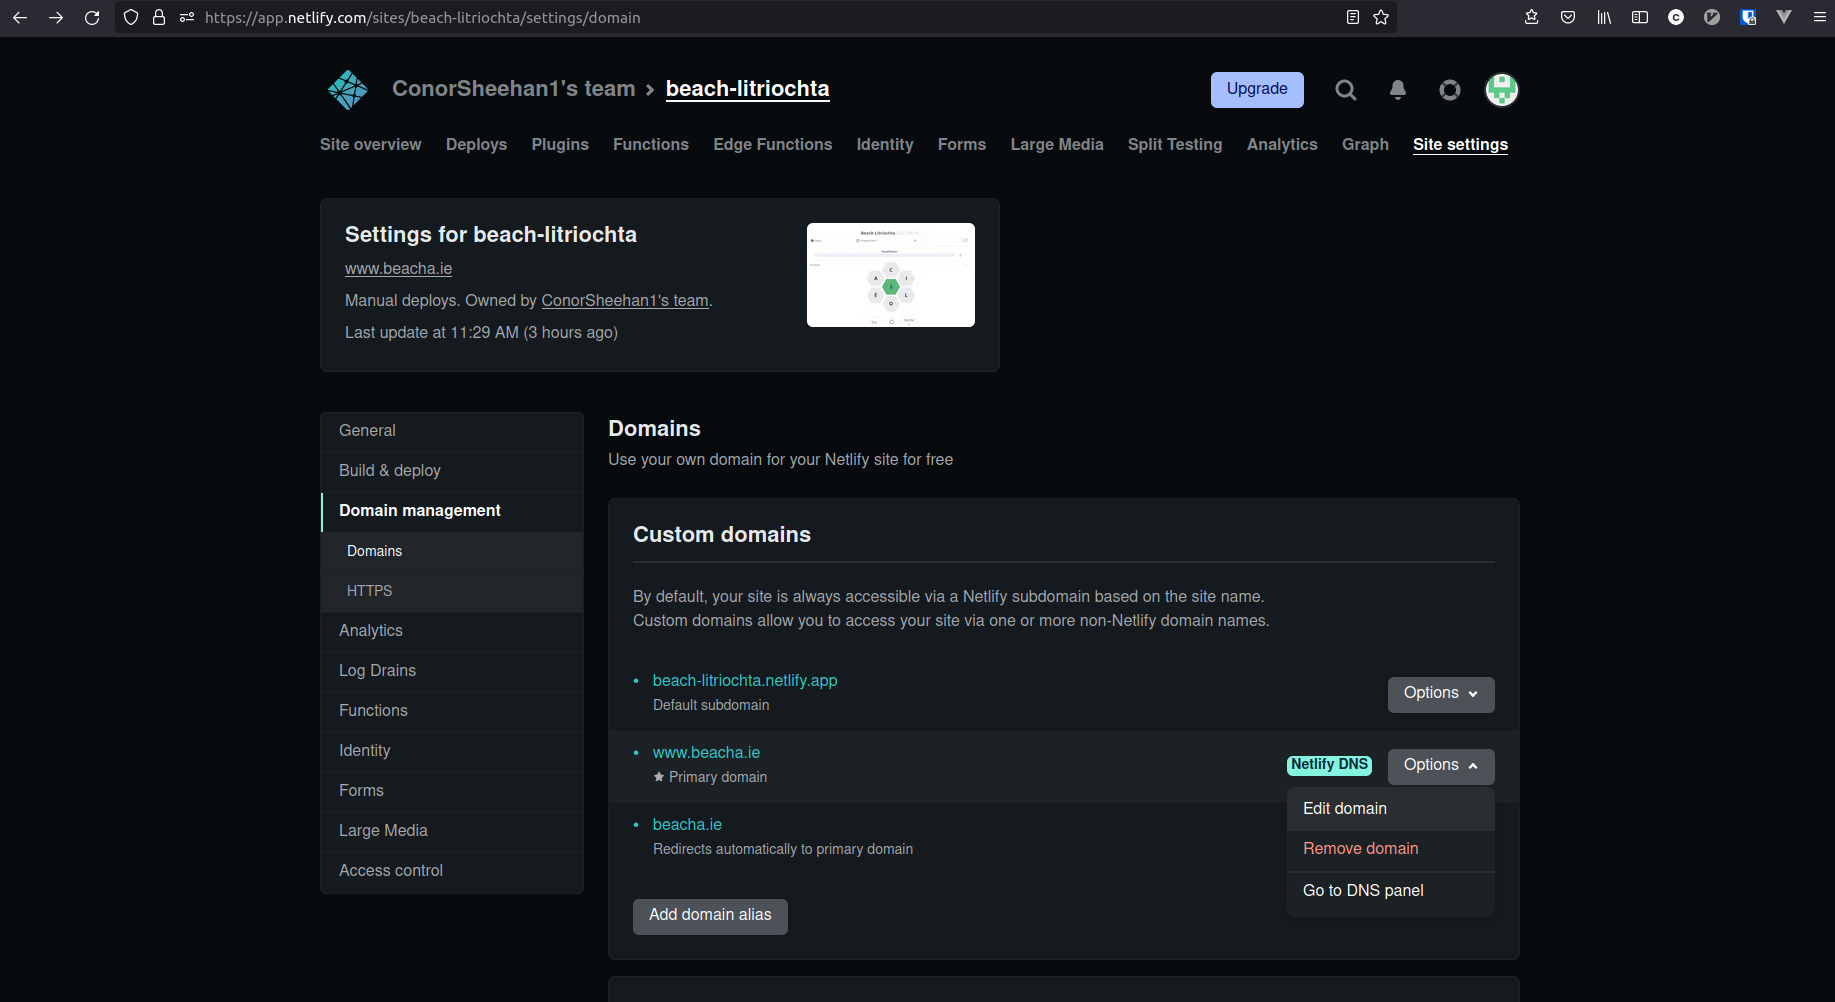 https://app.netlify.com/sites/beach-litriochta/settings/domain
ConorSheehan1's team > beach-litriochta
Upgrade
Site overview Deploys Plugins Functions Edge Functions Identity Forms Large Media Split Testing Analytics Graph Site settings
Settings for beach-litriochta
www.beacha.ie
Manual deploys. Owned by ConorSheehan1's team.
Last update at 11:29 AM (3 hours ago)
Beach Litriochta
C
A
I
S
É
L
O
General
Build & deploy
Domain management
Domains
HTTPS
Analytics
Log Drains
Functions
Identity
Forms
Large Media
Access control
Domains
Use your own domain for your Netlify site for free
Custom domains
By default, your site is always accessible via a Netlify subdomain based on the site name.
Custom domains allow you to access your site via one or more non-Netlify domain names.
beach-litriochta.netlify.app
Default subdomain
Options
www.beacha.ie
Primary domain
Netlify DNS
Options
Edit domain
Remove domain
Go to DNS panel
beacha.ie
Redirects automatically to primary domain
Add domain alias